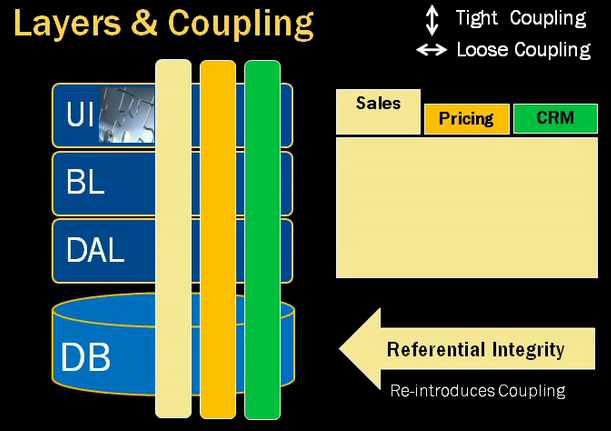 Layers & Coupling
Tight Coupling
Loose Coupling
UI
BL
DAL
DB
Sales
Pricing
CRM
Referential Integrity
Re-introduces Coupling